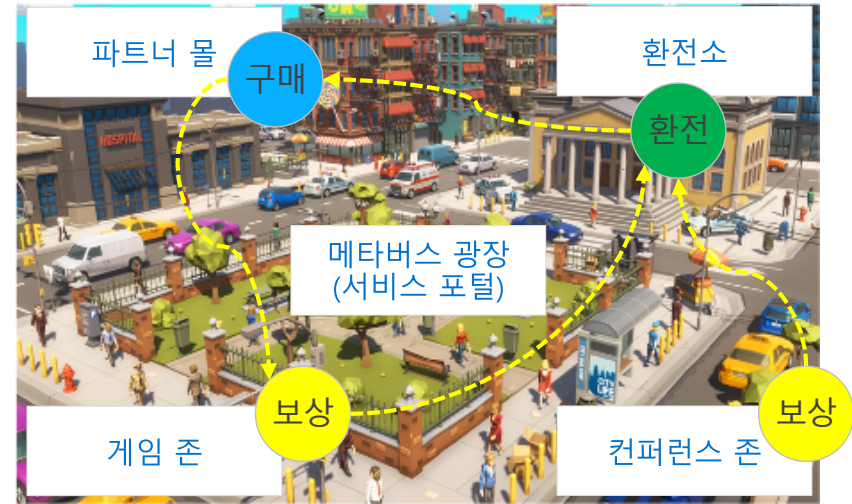 파트너 몰
구매
환전소
환전
HOSPITAL
메타버스 광장
(서비스 포털)
보상
게임 존
컨퍼런스 존
보상